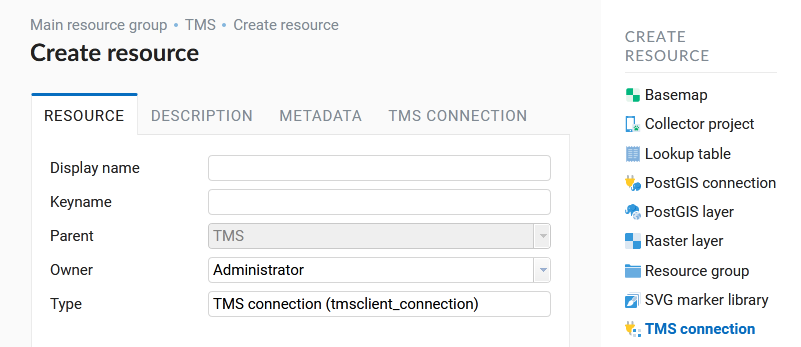 Main resource group • TMS • Create resource
Create resource
RESOURCE DESCRIPTION METADATA TMS CONNECTION
Display name
Keyname
Parent TMS
Owner Administrator
Type TMS connection (tmsclient_connection)
CREATE
RESOURCE
Basemap
Collector project
Lookup table
PostGIS connection
PostGIS layer
Raster layer
Resource group
SVG marker library
TMS connection